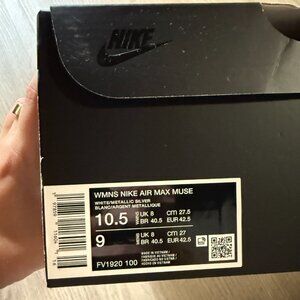 NIKE
WMNS NIKE AIR MAX MUSE
WHITE/METALLIC SILVER
BLANC/ARGENT METALLIQUE
10.5 UK 8 cm 27.5
BR 40.5 EUR 42.5
9 UK 8 cm 27
BR 40.5 EUR 42.5
FV1920 100
MADE IN VIETNAM